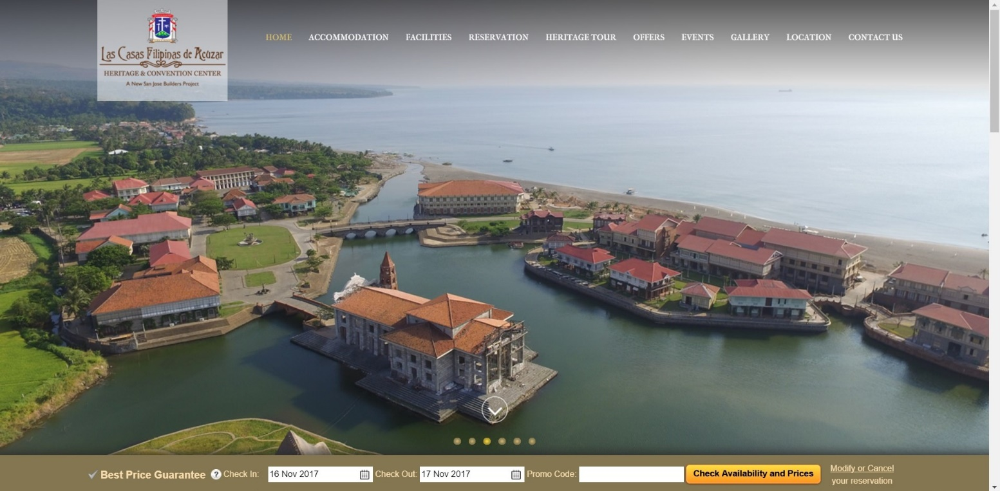 Las Casas Filipinas de Acúzar
HERITAGE & CONVENTION CENTER
A New San Jose Builders Project
HOME ACCOMMODATION FACILITIES RESERVATION HERITAGE TOUR OFFERS EVENTS GALLERY LOCATION CONTACT US
Best Price Guarantee ? Check In: 16 Nov 2017 Check Out: 17 Nov 2017 Promo Code: Check Availability and Prices
Modify or Cancel
your reservation